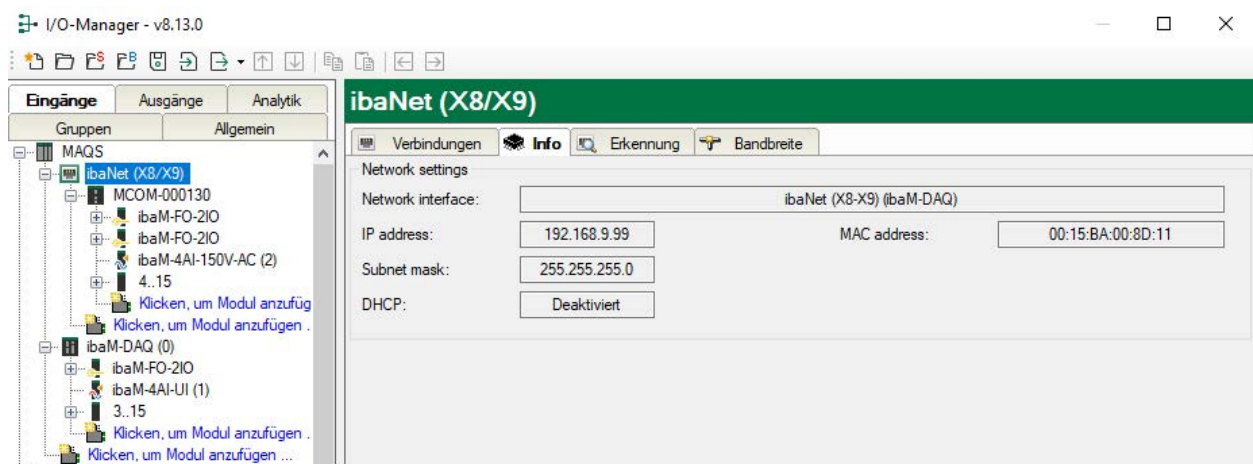 I/O-Manager - v8.13.0
Eingänge Ausgänge Analytik
Gruppen Allgemein
MAQS
ibaNet (X8/X9)
MCOM-000130
ibaM-FO-2IO
ibaM-FO-2IO
ibaM-4AI-150V-AC (2)
4..15
Klicken, um Modul anzufüg
Klicken, um Modul anzufügen .
ibaM-DAQ (0)
ibaM-FO-2IO
ibaM-4AI-UI (1)
3..15
Klicken, um Modul anzufügen .
Klicken, um Modul anzufügen ...
ibaNet (X8/X9)
Verbindungen Info Erkennung Bandbreite
Network settings
Network interface: ibaNet (X8-X9) (ibaM-DAQ)
IP address: 192.168.9.99 MAC address: 00:15:BA:00:8D:11
Subnet mask: 255.255.255.0
DHCP: Deaktiviert